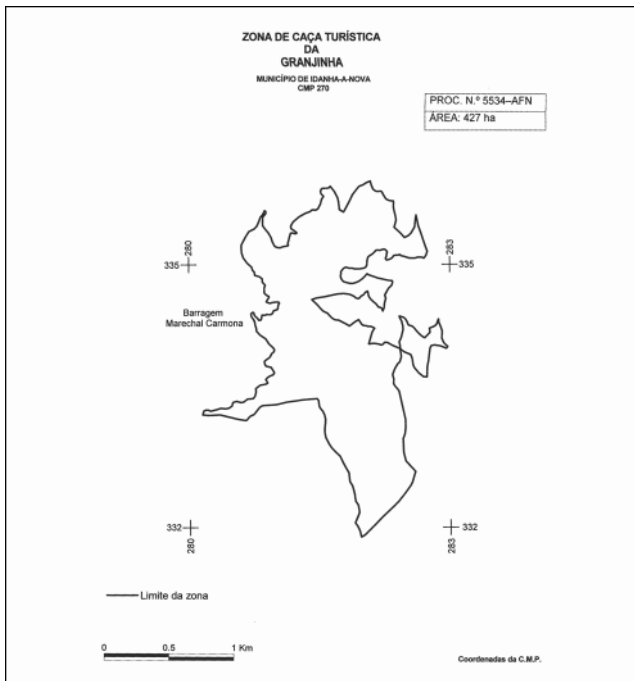 ZONA DE CAÇA TURÍSTICA
DA
GRANJINHA
MUNICÍPIO DE IDANHA-A-NOVA
CMP 270
PROC. N.º 5534–AFN
ÁREA: 427 ha
280
283
335
335
Barragem
Marechal Carmona
332
332
280
283
Limite da zona
0 0.5 1 Km
Coordenadas da C.M.P.